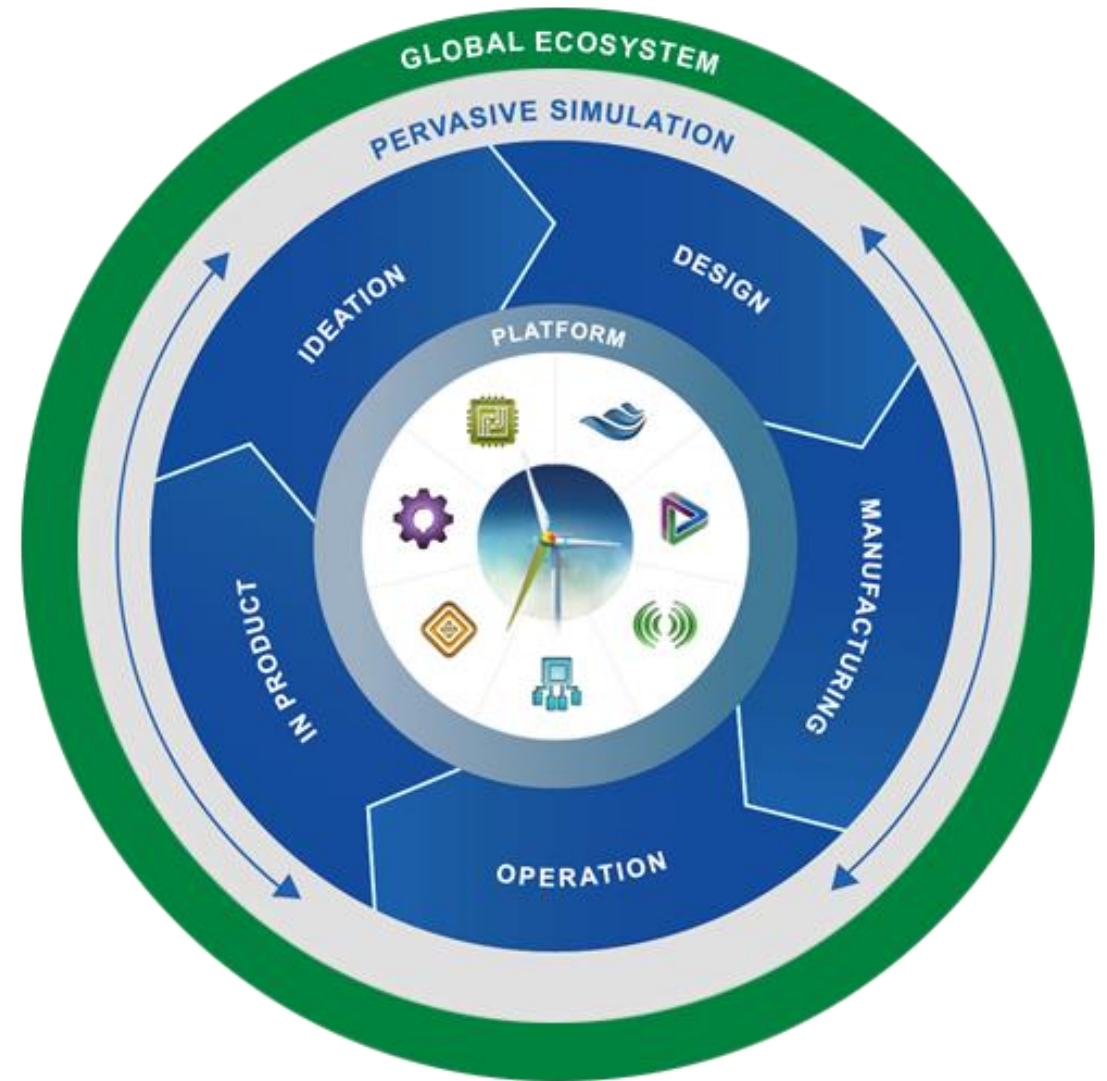 GLOBAL ECOSYSTEM
PERVASIVE SIMULATION
IDEATION
DESIGN
PLATFORM
MANUFACTURING
IN PRODUCT
OPERATION